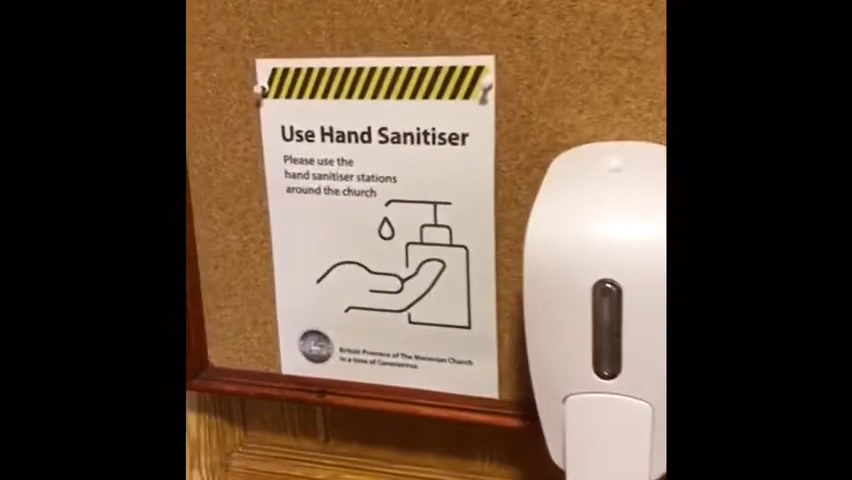 Use Hand Sanitiser
Please use the
hand sanitiser stations
around the church
British Province of The Moravian Church
in a time of Coronavirus